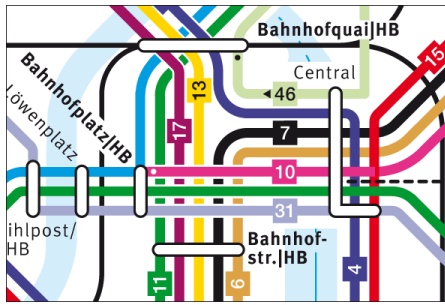 Bahnhofquai/HB
Central
15
Bahnhofplatz/HB
Löwenplatz
13
17
46
7
10
31
ihlpost/
HB
Bahnhof-
str./HB
11
6
4